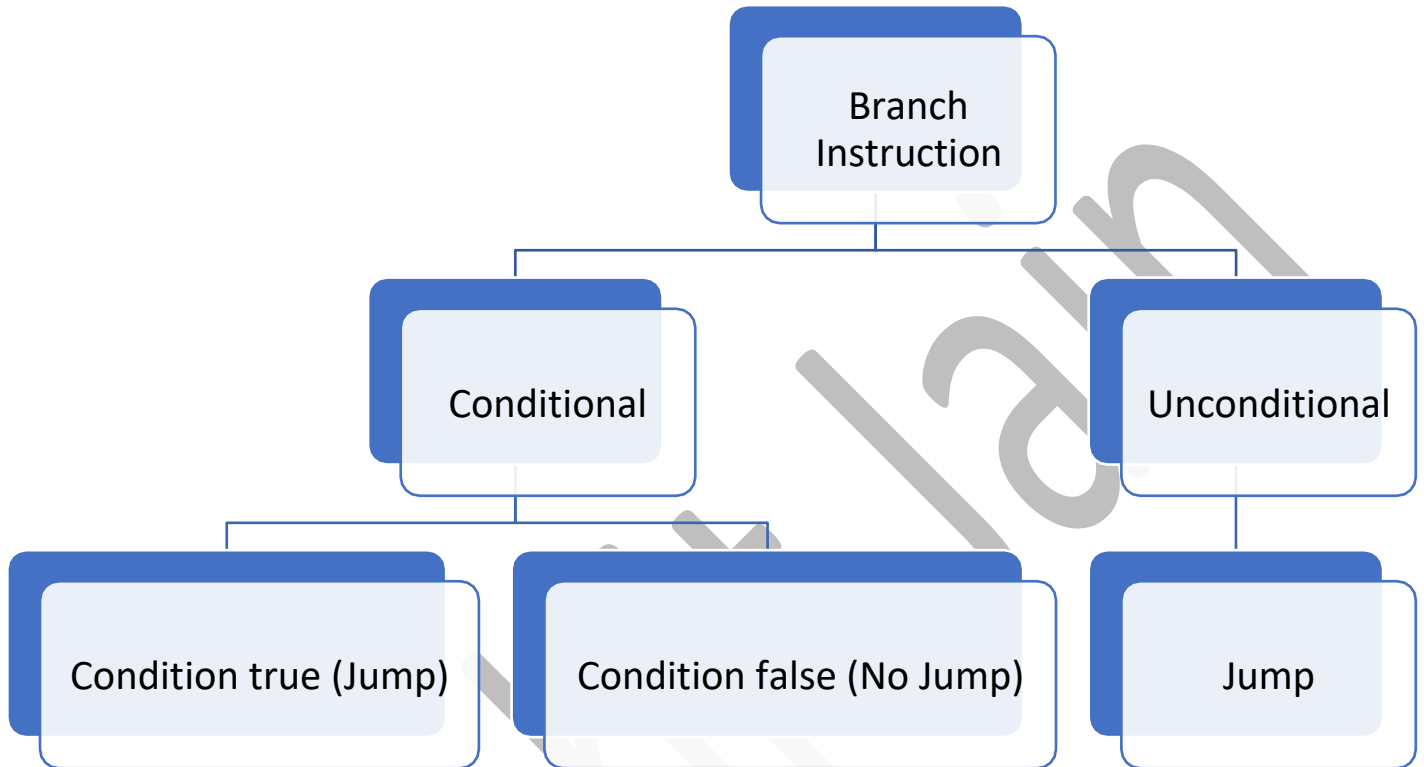 Branch
Instruction
Conditional
Unconditional
Condition true (Jump)
Condition false (No Jump)
Jump